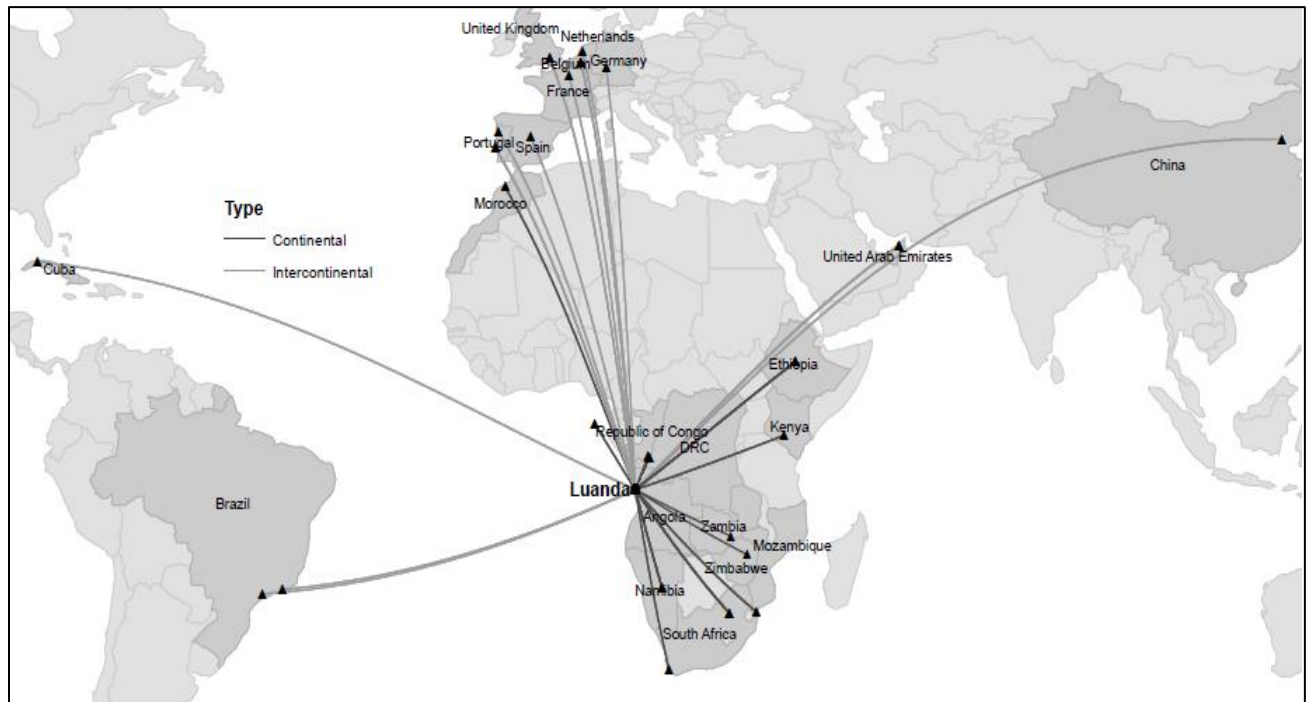 United Kingdom
Netherlands
Belgium
Germany
France
Portugal
Spain
China
Morocco
Type
Continental
Intercontinental
United Arab Emirates
Cuba
Ethiopia
Kenya
Republic of Congo
DRC
Luanda
Brazil
Angola
Zambia
Mozambique
Zimbabwe
Namibia
South Africa